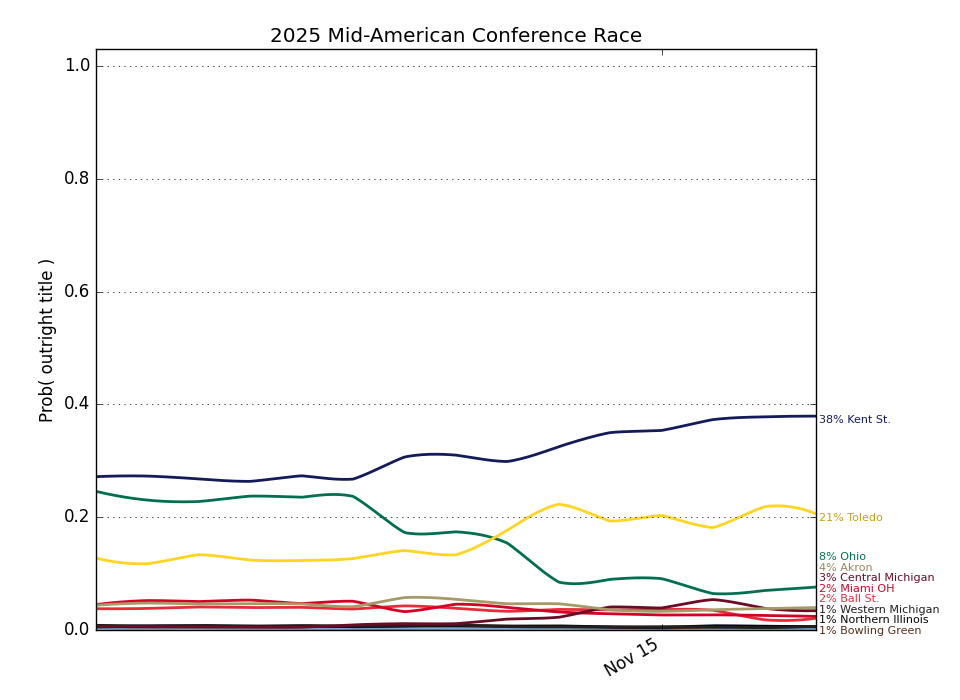 2025 Mid-American Conference Race
Prob( outright title )
1.0
0.8
0.6
0.4
0.2
0.0
Nov 15
38% Kent St.
21% Toledo
8% Ohio
4% Akron
3% Central Michigan
2% Miami OH
2% Ball St.
1% Western Michigan
1% Northern Illinois
1% Bowling Green